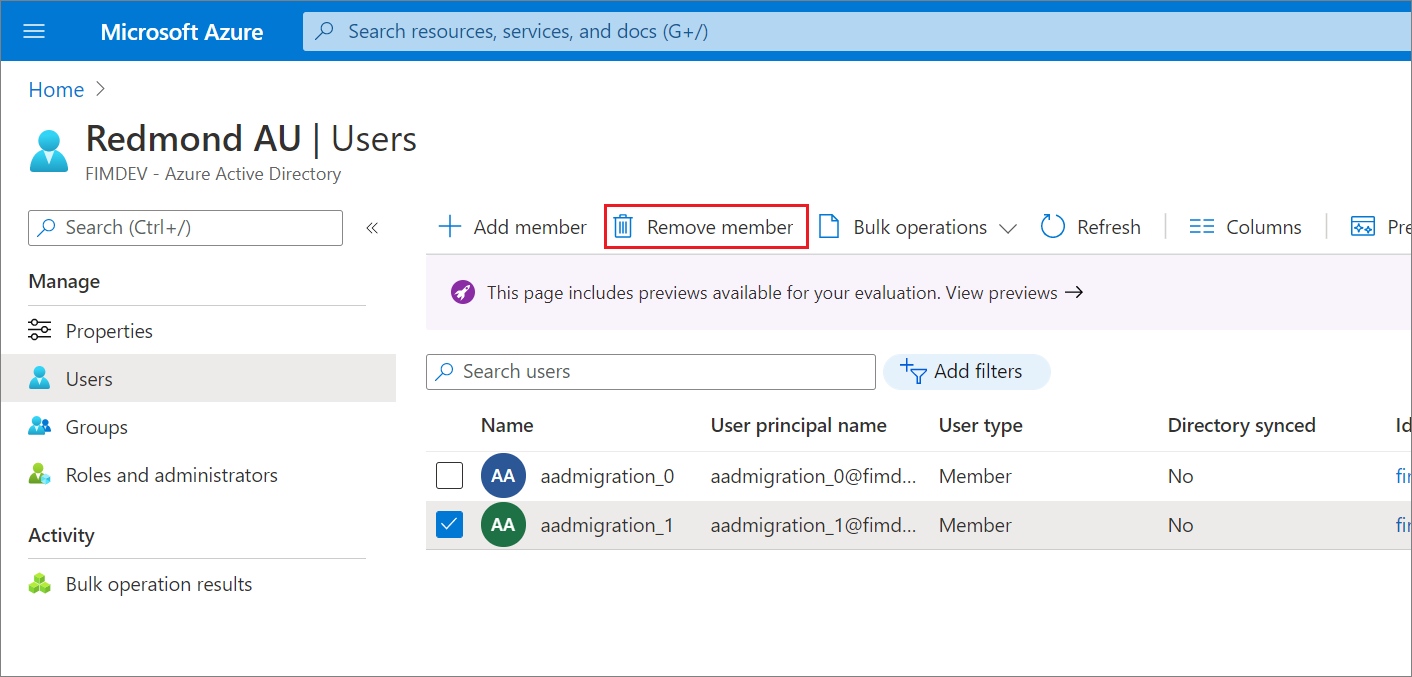 Microsoft Azure
Search resources, services, and docs (G+/)
Home
Redmond AU | Users
FIMDEV - Azure Active Directory
Search (Ctrl+/)
Manage
Properties
Users
Groups
Roles and administrators
Activity
Bulk operation results
Add member Remove member Bulk operations Refresh Columns Pre
This page includes previews available for your evaluation. View previews →
Search users Add filters
Name User principal name User type Directory synced Id
AA aadmigration_0 aadmigration_0@fimd... Member No fir
AA aadmigration_1 aadmigration_1@fimd... Member No fir